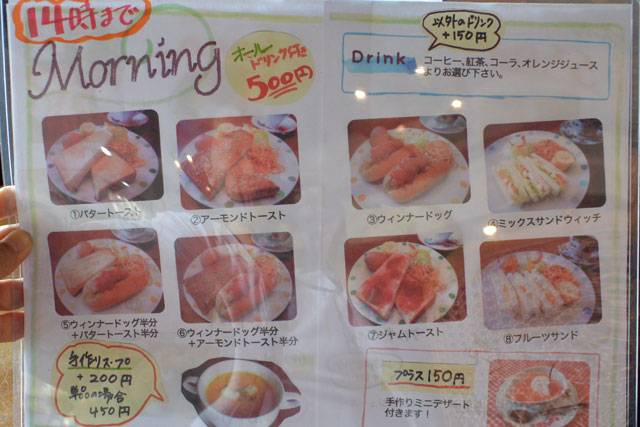 14時まで
Morning
オール
ドリンク付き
500円
以外のドリンク
+150円
Drink
コーヒー、紅茶、コーラ、オレンジジュース
よりお選び下さい。
①バタートースト
②アーモンドトースト
③ウィンナードッグ
④ミックスサンドウィッチ
⑤ウィンナードッグ半分
+バタートースト半分
⑥ウィンナードッグ半分
+アーモンドトースト半分
⑦ジャムトースト
⑧フルーツサンド
手作りスープ
+200円
単品の場合
450円
プラス150円
手作りミニデザート
付きます!